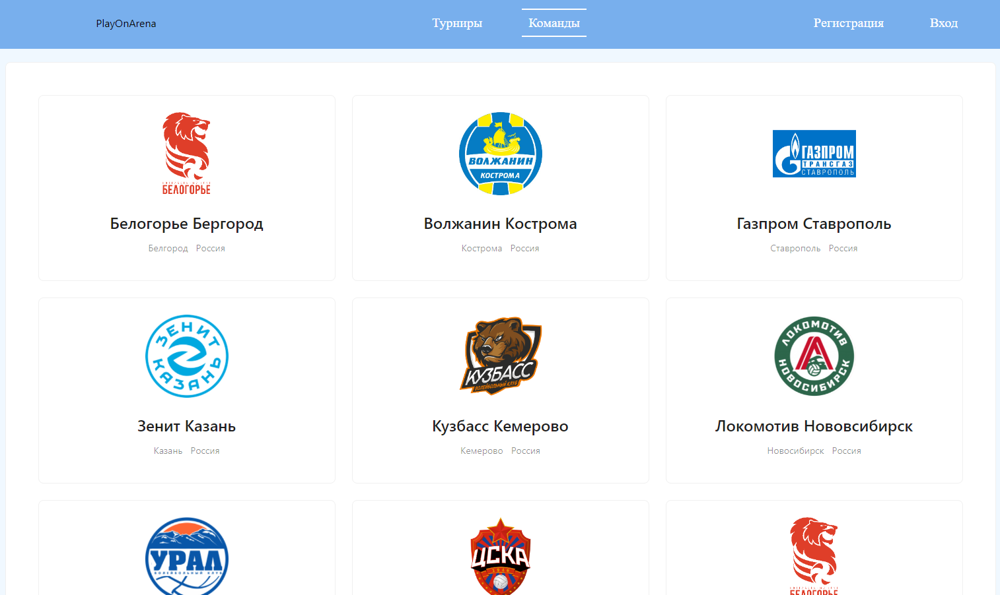 PlayOnArena
Турниры
Команды
Регистрация
Вход
БЕЛОГОРЬЕ
ВОЛЖАНИН
КОСТРОМА
ГАЗПРОМ
ТРАНСГАЗ
СТАВРОПОЛЬ
Белогорье Бергород
Волжанин Кострома
Газпром Ставрополь
Белгород Россия
Кострома Россия
Ставрополь Россия
ЗЕНИТ
КАЗАНЬ
КУЗБАСС
ВОЛЕЙБОЛЬНЫЙ КЛУБ
ЛОКОМОТИВ
НОВОСИБИРСК
Зенит Казань
Кузбасс Кемерово
Локомотив Нововсибирск
Казань Россия
Кемерово Россия
Новосибирск Россия
УРАЛ
ВОЛЕЙБОЛЬНЫЙ КЛУБ
ЦСКА
БЕЛОГОРЬЕ